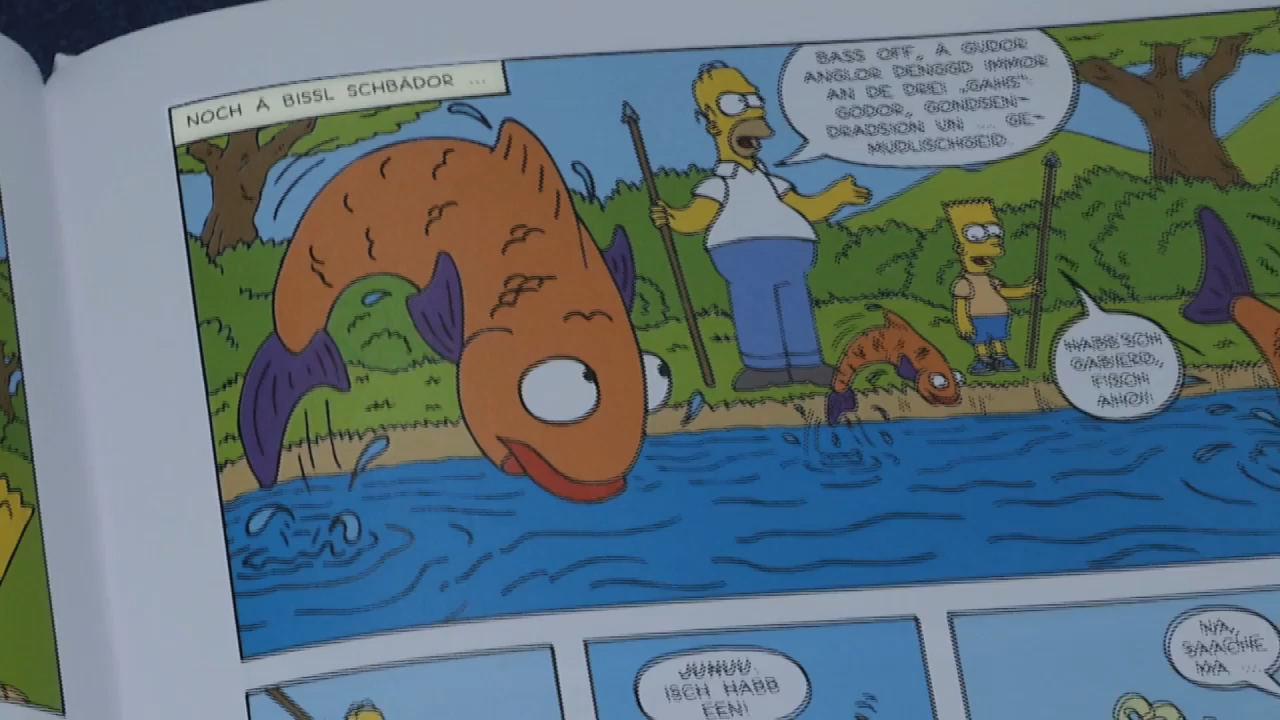 NOCH Ä BISSL SCHBÄDOR ...
BASS OFF, Ä GUDOR
ANGLOR DENGGD IMMOR
AN DE DREI „GAHS“:
GODOR, GONDSEN-
DRADSION UN ... GE-
MUDLISCHGEID.
HABB'SCH
GABIERD,
FISCH
AHOI!
JUHUU,
ISCH HABB
EEN!
NA,
SAACHE
MA ...